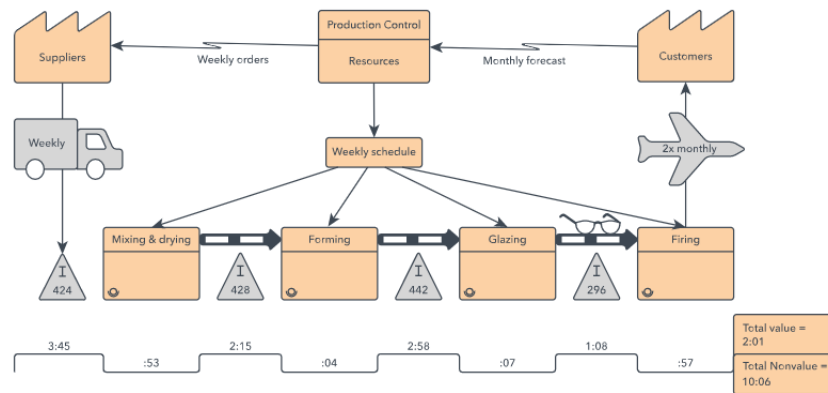 Production Control
Suppliers
Weekly orders
Resources
Monthly forecast
Customers
Weekly
Weekly schedule
2x monthly
Mixing & drying
Forming
Glazing
Firing
I
424
I
428
I
442
I
296
3:45
:53
2:15
:04
2:58
:07
1:08
:57
Total value =
2:01
Total Nonvalue =
10:06